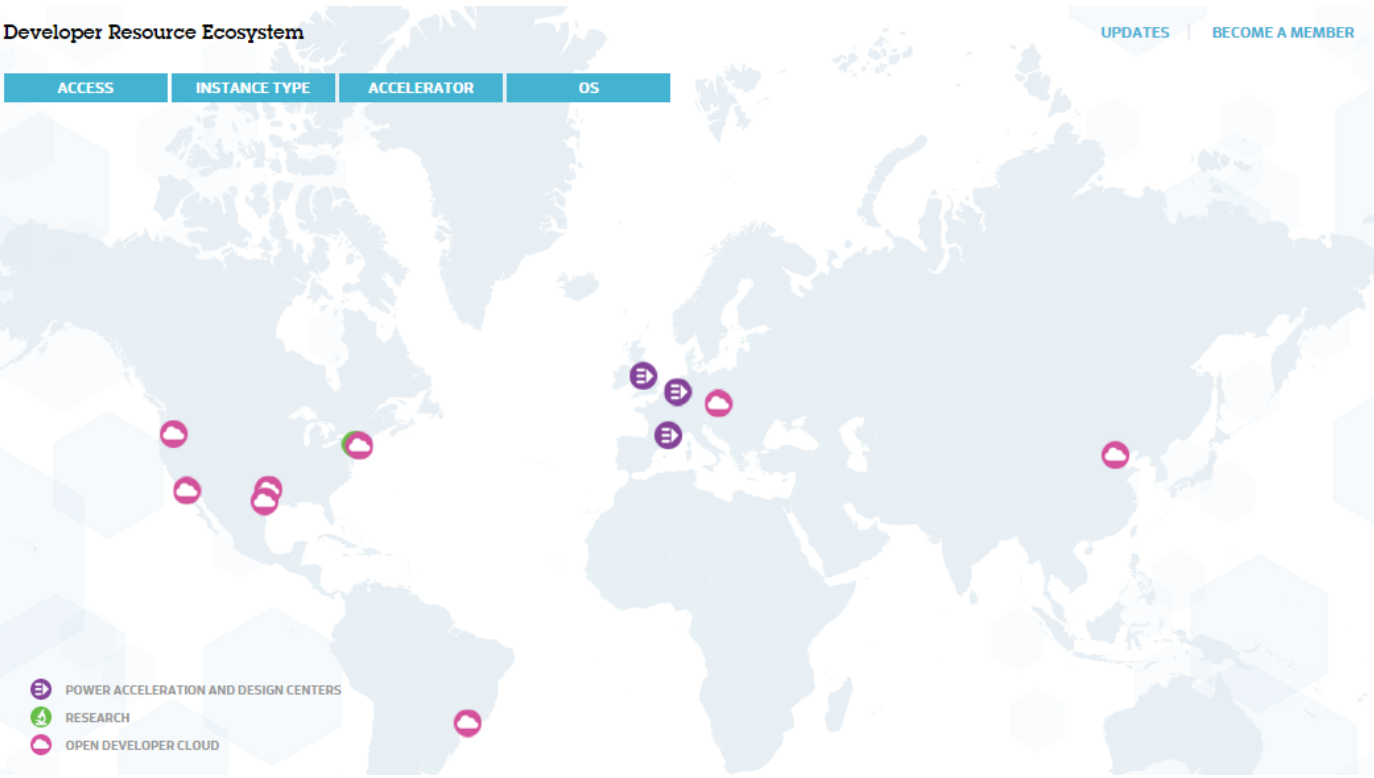 Developer Resource Ecosystem
UPDATES
BECOME A MEMBER
ACCESS
INSTANCE TYPE
ACCELERATOR
OS
POWER ACCELERATION AND DESIGN CENTERS
RESEARCH
OPEN DEVELOPER CLOUD